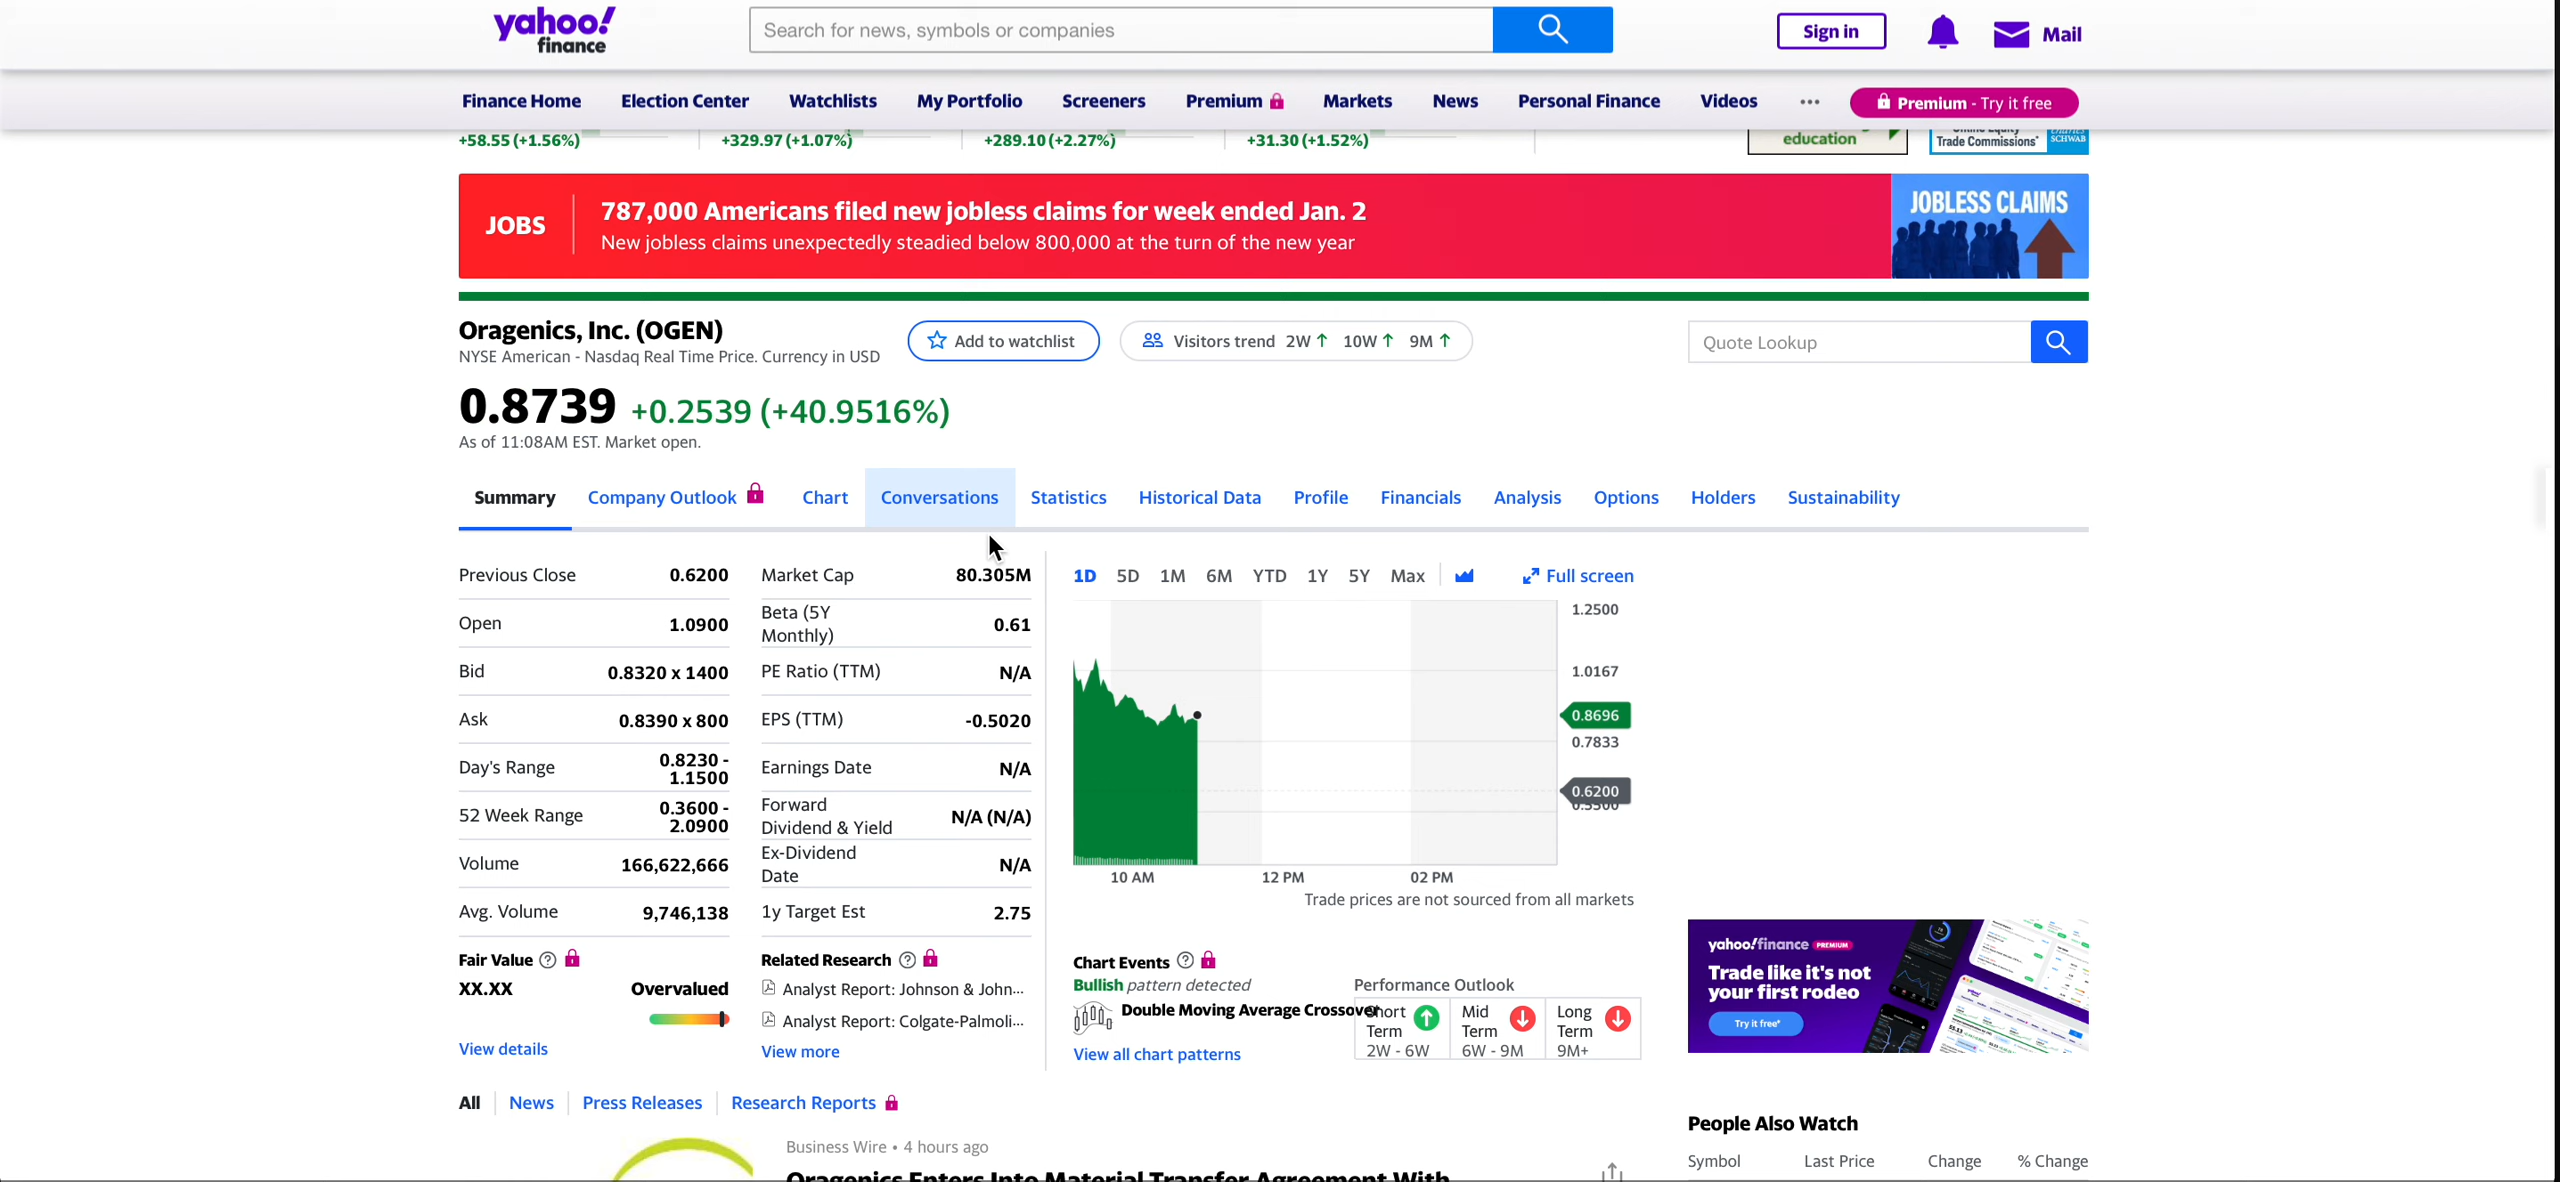 yahoo!
finance
Search for news, symbols or companies
Sign in
Mail
Finance Home
Election Center
Watchlists
My Portfolio
Screeners
Premium
Markets
News
Personal Finance
Videos
Premium - Try it free
+58.55 (+1.56%)
+329.97 (+1.07%)
+289.10 (+2.27%)
+31.30 (+1.52%)
education
Trade Commissions*
SCHWAB
JOBS
787,000 Americans filed new jobless claims for week ended Jan. 2
New jobless claims unexpectedly steadied below 800,000 at the turn of the new year
JOBLESS CLAIMS
Oragenics, Inc. (OGEN)
NYSE American - Nasdaq Real Time Price. Currency in USD
Add to watchlist
Visitors trend 2W 10W 9M
Quote Lookup
0.8739 +0.2539 (+40.9516%)
As of 11:08AM EST. Market open.
Summary
Company Outlook
Chart
Conversations
Statistics
Historical Data
Profile
Financials
Analysis
Options
Holders
Sustainability
Previous Close 0.6200
Open 1.0900
Bid 0.8320 x 1400
Ask 0.8390 x 800
Day's Range 0.8230 -
1.1500
52 Week Range 0.3600 -
2.0900
Volume 166,622,666
Avg. Volume 9,746,138
Market Cap 80.305M
Beta (5Y
Monthly) 0.61
PE Ratio (TTM) N/A
EPS (TTM) -0.5020
Earnings Date N/A
Forward
Dividend & Yield N/A (N/A)
Ex-Dividend
Date N/A
1y Target Est 2.75
1D 5D 1M 6M YTD 1Y 5Y Max
Full screen
1.2500
1.0167
0.8696
0.7833
0.6200
10 AM 12 PM 02 PM
Trade prices are not sourced from all markets
Fair Value
XX.XX Overvalued
View details
Related Research
Analyst Report: Johnson & John...
Analyst Report: Colgate-Palmoli...
View more
Chart Events
Bullish pattern detected
Double Moving Average Crossover
View all chart patterns
Performance Outlook
Short
Term
2W - 6W
Mid
Term
6W - 9M
Long
Term
9M+
yahoo!finance PREMIUM
Trade like it's not
your first rodeo
Try it free*
All
News
Press Releases
Research Reports
Business Wire • 4 hours ago
Oragenics Enters Into Material Transfer Agreement With
People Also Watch
Symbol Last Price Change % Change